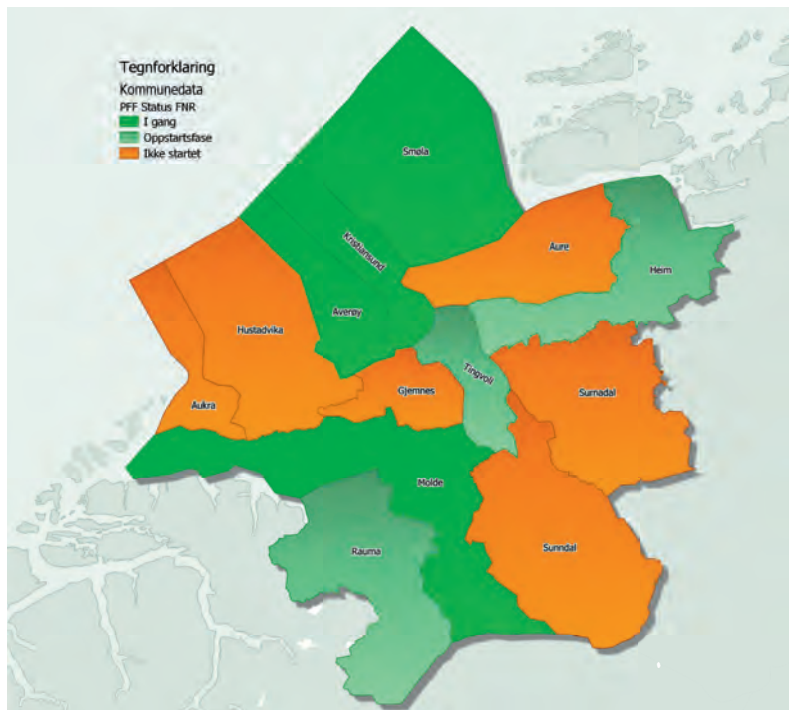 Tegnforklaring
Kommunedata
PFF Status FNR
I gang
Oppstartsfase
Ikke startet
Smøla
Kristiansund
Aure
Heim
Averøy
Hustadvika
Tingvoll
Surnadal
Gjemnes
Aukra
Molde
Rauma
Sunndal